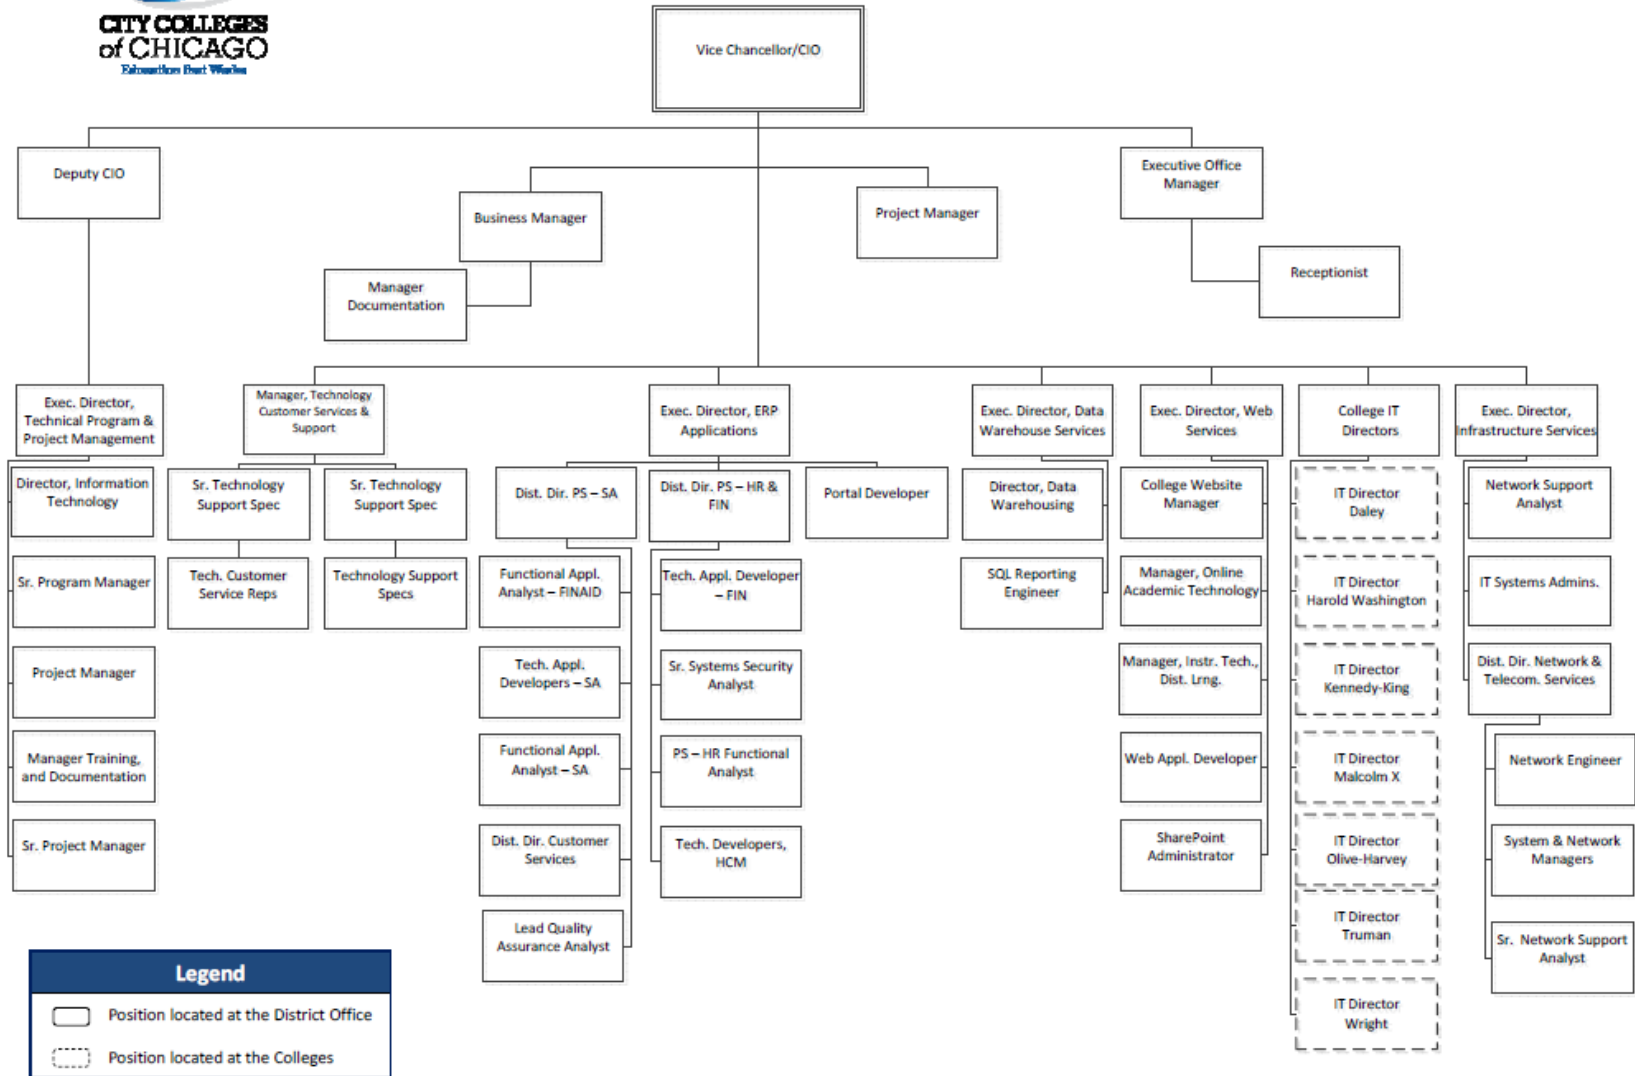 CITY COLLEGES
of CHICAGO
Education that Works
Vice Chancellor/CIO
Deputy CIO
Business Manager
Manager
Documentation
Project Manager
Executive Office
Manager
Receptionist
Exec. Director,
Technical Program &
Project Management
Director, Information
Technology
Sr. Program Manager
Project Manager
Manager Training,
and Documentation
Sr. Project Manager
Manager, Technology
Customer Services &
Support
Sr. Technology
Support Spec
Tech. Customer
Service Reps
Sr. Technology
Support Spec
Technology Support
Specs
Exec. Director, ERP
Applications
Dist. Dir. PS – SA
Functional Appl.
Analyst – FINAID
Tech. Appl.
Developers – SA
Functional Appl.
Analyst – SA
Dist. Dir. Customer
Services
Lead Quality
Assurance Analyst
Dist. Dir. PS – HR &
FIN
Tech. Appl. Developer
– FIN
Sr. Systems Security
Analyst
PS – HR Functional
Analyst
Tech. Developers,
HCM
Portal Developer
Exec. Director, Data
Warehouse Services
Director, Data
Warehousing
SQL Reporting
Engineer
Exec. Director, Web
Services
College Website
Manager
Manager, Online
Academic Technology
Manager, Instr. Tech.,
Dist. Lrng.
Web Appl. Developer
SharePoint
Administrator
College IT
Directors
IT Director
Daley
IT Director
Harold Washington
IT Director
Kennedy-King
IT Director
Malcolm X
IT Director
Olive-Harvey
IT Director
Truman
IT Director
Wright
Exec. Director,
Infrastructure Services
Network Support
Analyst
IT Systems Admins.
Dist. Dir. Network &
Telecom. Services
Network Engineer
System & Network
Managers
Sr. Network Support
Analyst
Legend
Position located at the District Office
Position located at the Colleges